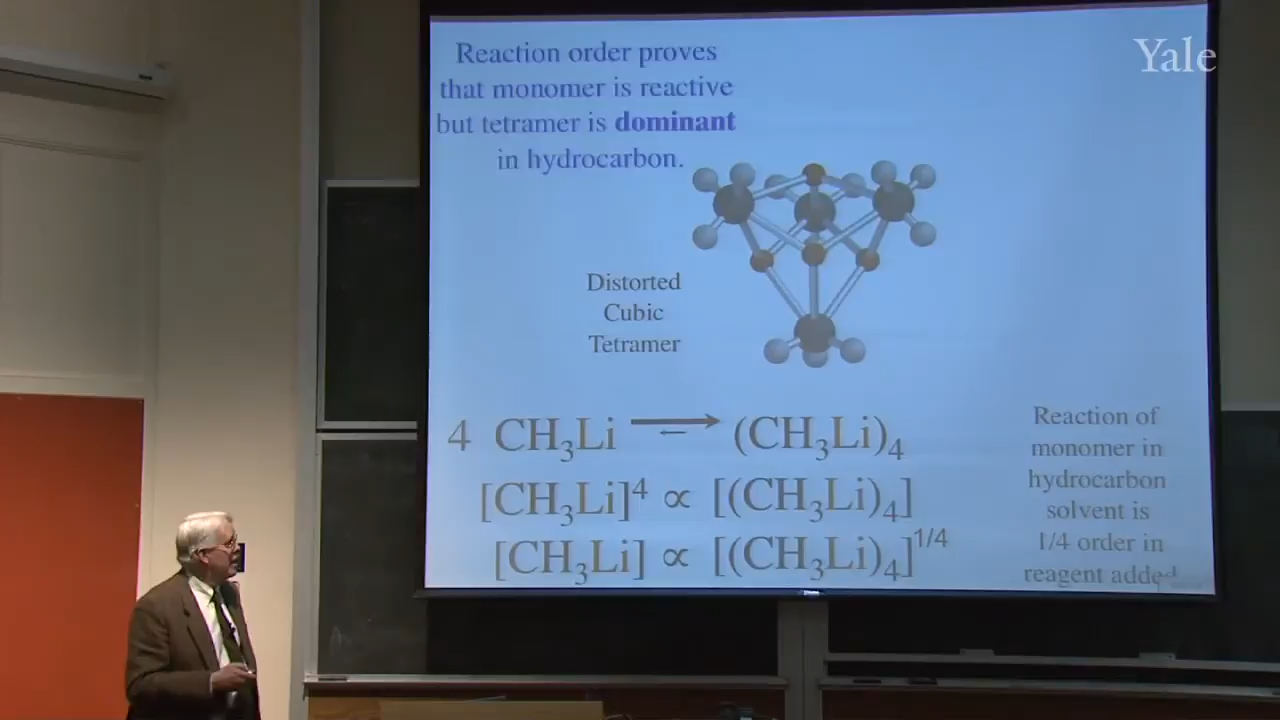 Yale
Reaction order proves
that monomer is reactive
but tetramer is dominant
in hydrocarbon.
Distorted
Cubic
Tetramer
4 CH₃Li ⇄ (CH₃Li)₄
[CH₃Li]⁴ ∝ [(CH₃Li)₄]
[CH₃Li] ∝ [(CH₃Li)₄]¹/⁴
Reaction of
monomer in
hydrocarbon
solvent is
1/4 order in
reagent added